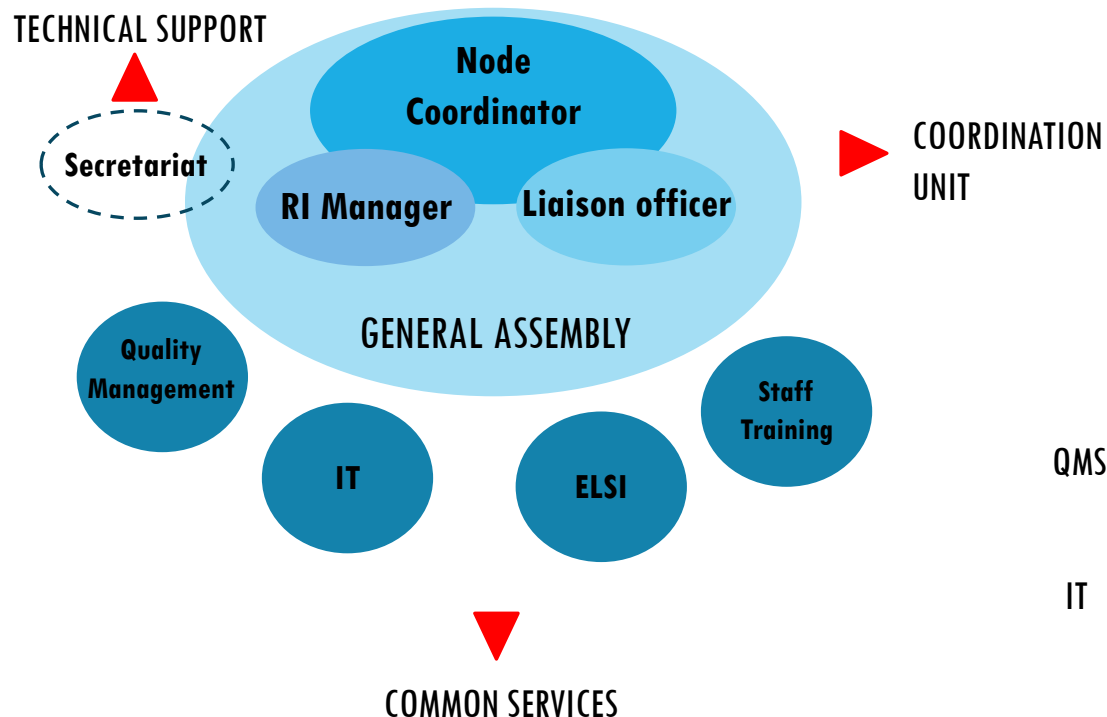 TECHNICAL SUPPORT
Node
Coordinator
Secretariat
RI Manager
Liaison officer
COORDINATION
UNIT
GENERAL ASSEMBLY
Quality
Management
IT
ELSI
Staff
Training
QMS
IT
COMMON SERVICES